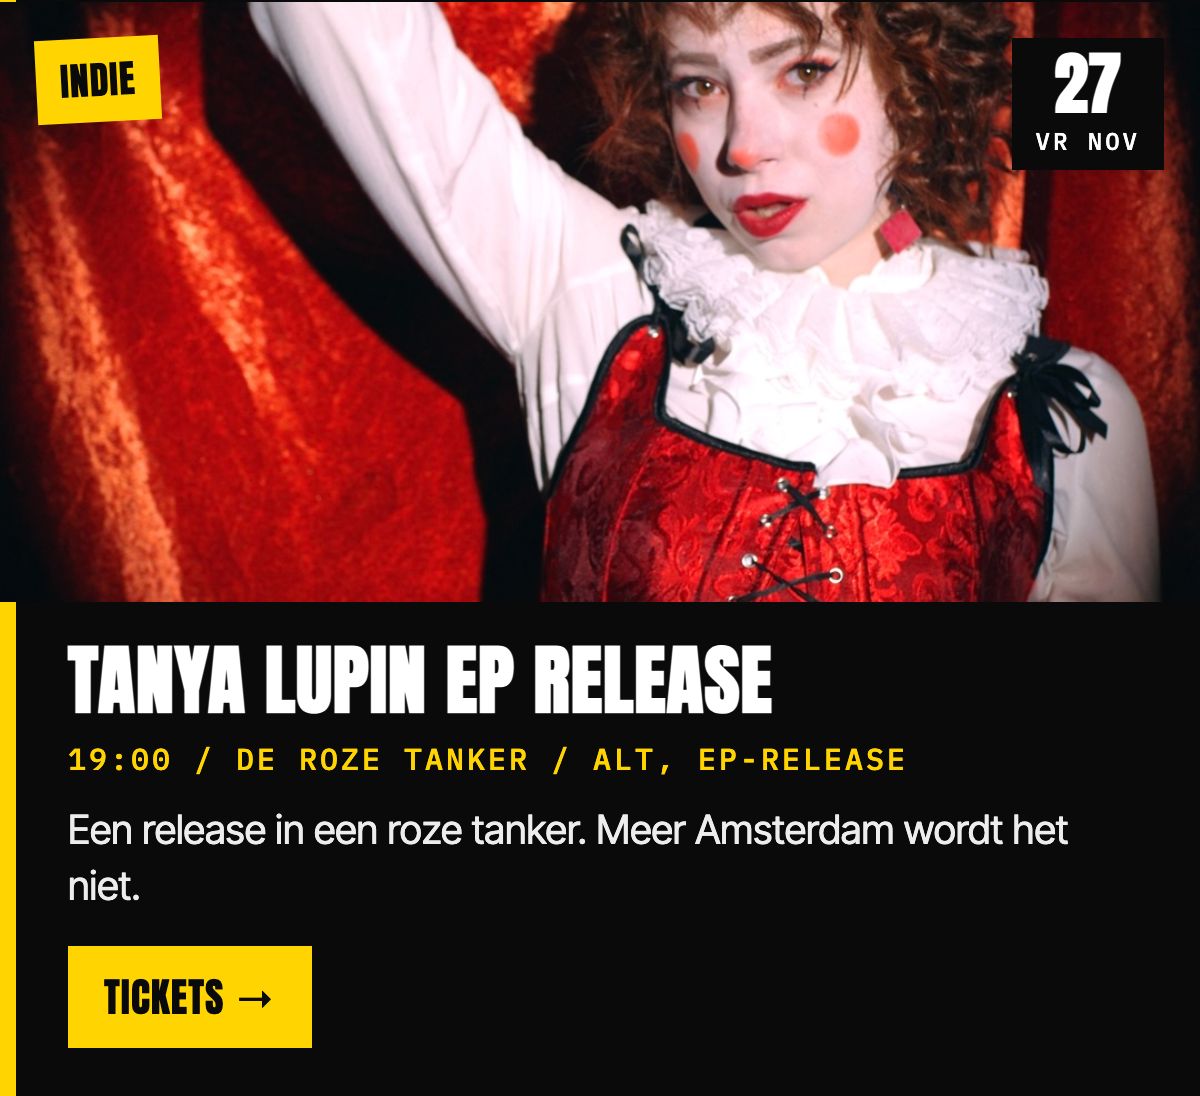 INDIE
27
VR NOV
TANYA LUPIN EP RELEASE
19:00 / DE ROZE TANKER / ALT, EP-RELEASE
Een release in een roze tanker. Meer Amsterdam wordt het
niet.
TICKETS →